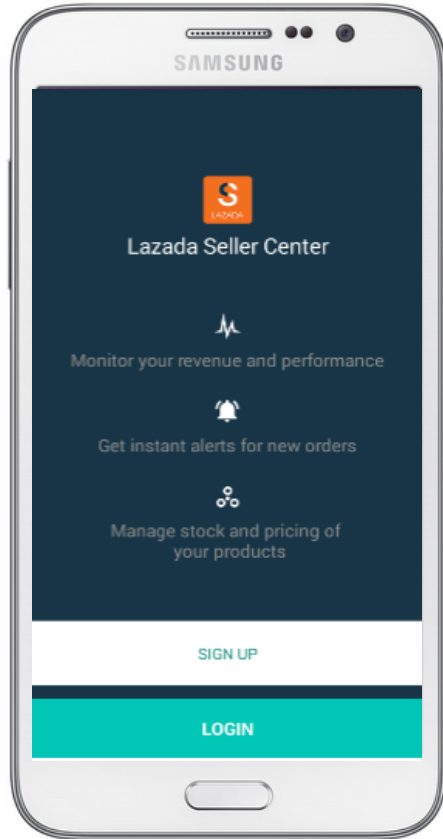 SAMSUNG
S
LAZADA
Lazada Seller Center
Monitor your revenue and performance
Get instant alerts for new orders
Manage stock and pricing of
your products
SIGN UP
LOGIN